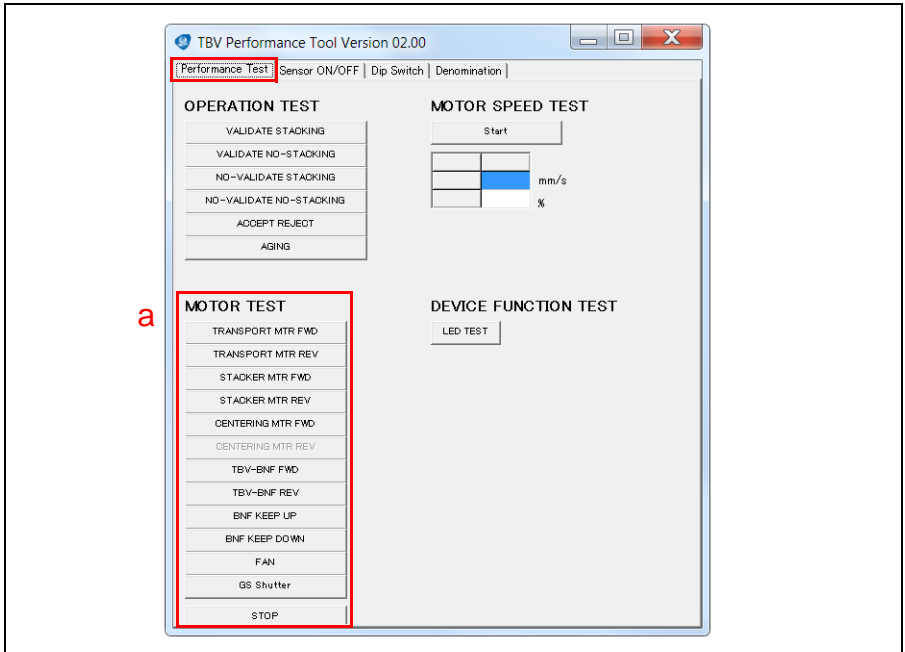 TBV Performance Tool Version 02.00
Performance Test Sensor ON/OFF Dip Switch Denomination
OPERATION TEST
VALIDATE STACKING
VALIDATE NO-STACKING
NO-VALIDATE STACKING
NO-VALIDATE NO-STACKING
ACCEPT REJECT
AGING
MOTOR SPEED TEST
Start
mm/s
%
a
MOTOR TEST
TRANSPORT MTR FWD
TRANSPORT MTR REV
STACKER MTR FWD
STACKER MTR REV
CENTERING MTR FWD
CENTERING MTR REV
TBV-BNF FWD
TBV-BNF REV
BNF KEEP UP
BNF KEEP DOWN
FAN
GS Shutter
STOP
DEVICE FUNCTION TEST
LED TEST